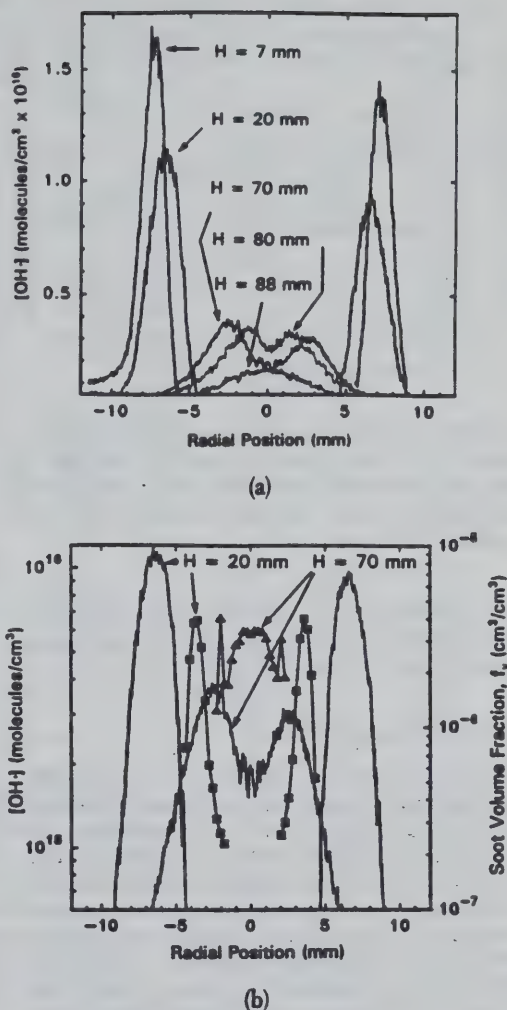 [OH·] (molecules/cm³ x 10¹⁶)
1.5
1.0
0.5
H = 7 mm
H = 20 mm
H = 70 mm
H = 80 mm
H = 88 mm
-10 -5 0 5 10
Radial Position (mm)
(a)
[OH·] (molecules/cm³)
10¹⁶
10¹⁵
H = 20 mm H = 70 mm
10⁻⁵
10⁻⁶
10⁻⁷
Soot Volume Fraction, fᵥ (cm³/cm³)
-10 -5 0 5 10
Radial Position (mm)
(b)